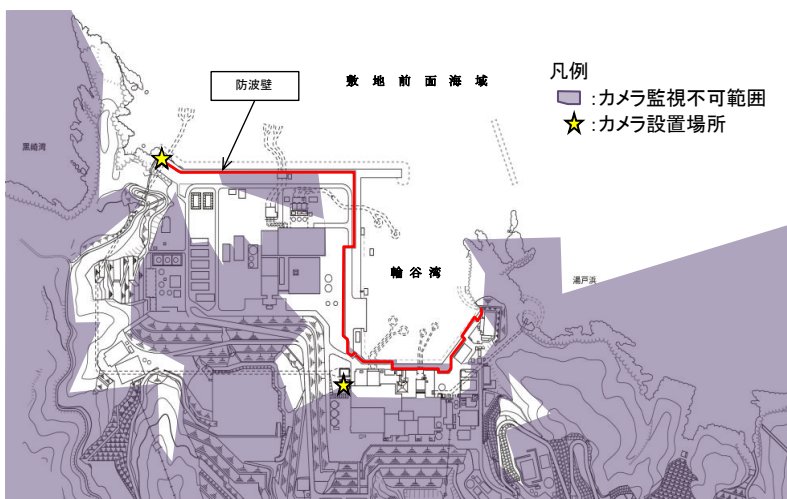 防波壁
敷地前面海域
凡例
:カメラ監視不可範囲
:カメラ設置場所
黒崎湾
輪谷湾
湯戸浜